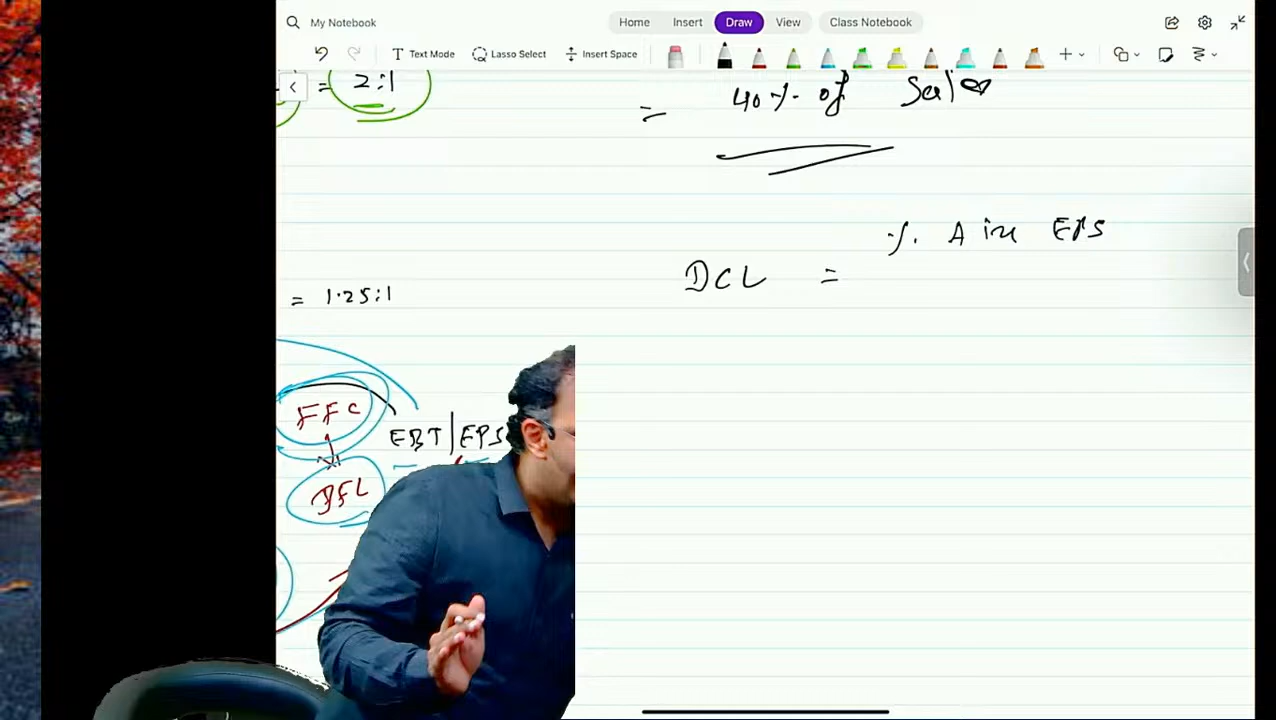 My Notebook
Home Insert Draw View Class Notebook
Text Mode Lasso Select Insert Space
= 2:1
= 40% of
% Δ in EPS
DCL =
= 1.25:1
FFC
EBT | EPS
DFL